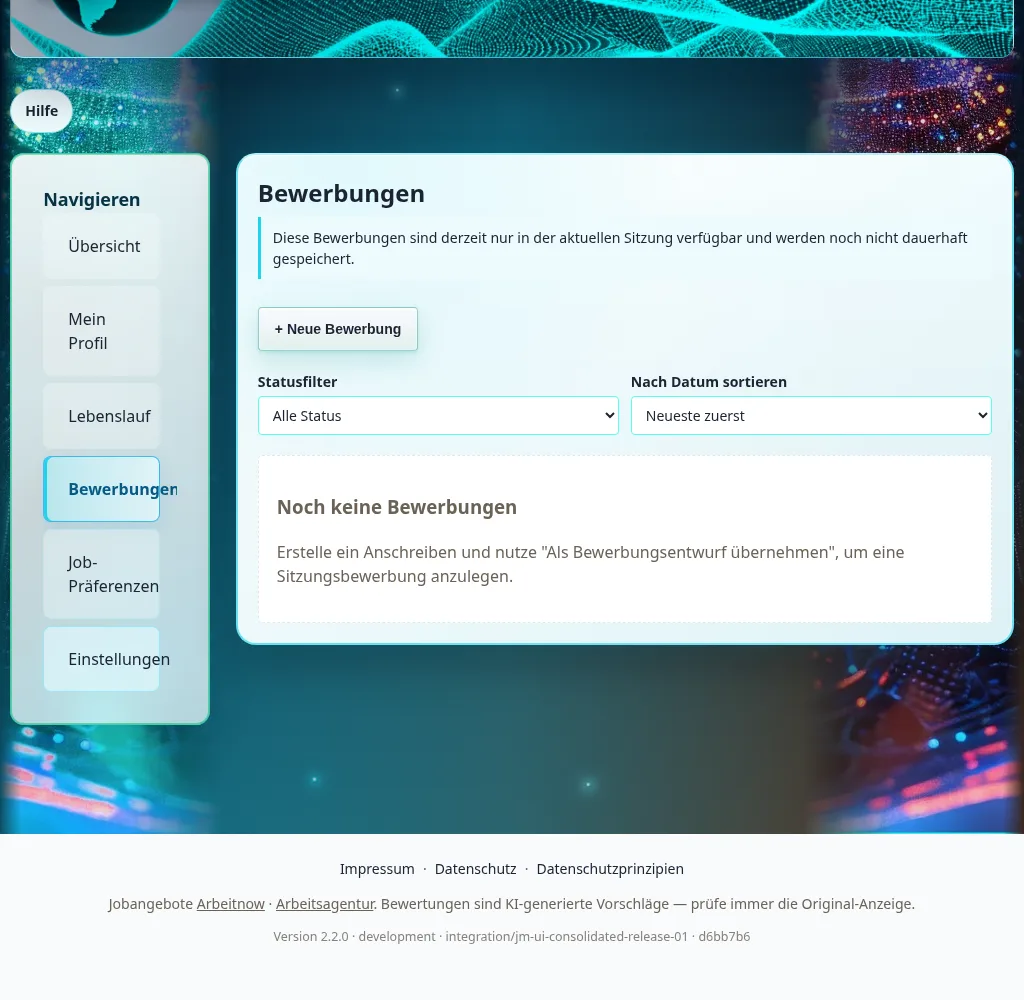 Hilfe
Navigieren
Übersicht
Mein
Profil
Lebenslauf
Bewerbungen
Job-
Präferenzen
Einstellungen
Bewerbungen
Diese Bewerbungen sind derzeit nur in der aktuellen Sitzung verfügbar und werden noch nicht dauerhaft
gespeichert.
+ Neue Bewerbung
Statusfilter
Alle Status
Nach Datum sortieren
Neueste zuerst
Noch keine Bewerbungen
Erstelle ein Anschreiben und nutze "Als Bewerbungsentwurf übernehmen", um eine
Sitzungsbewerbung anzulegen.
Impressum · Datenschutz · Datenschutzprinzipien
Jobangebote Arbeitnow · Arbeitsagentur. Bewertungen sind KI-generierte Vorschläge — prüfe immer die Original-Anzeige.
Version 2.2.0 · development · integration/jm-ui-consolidated-release-01 · d6bb7b6